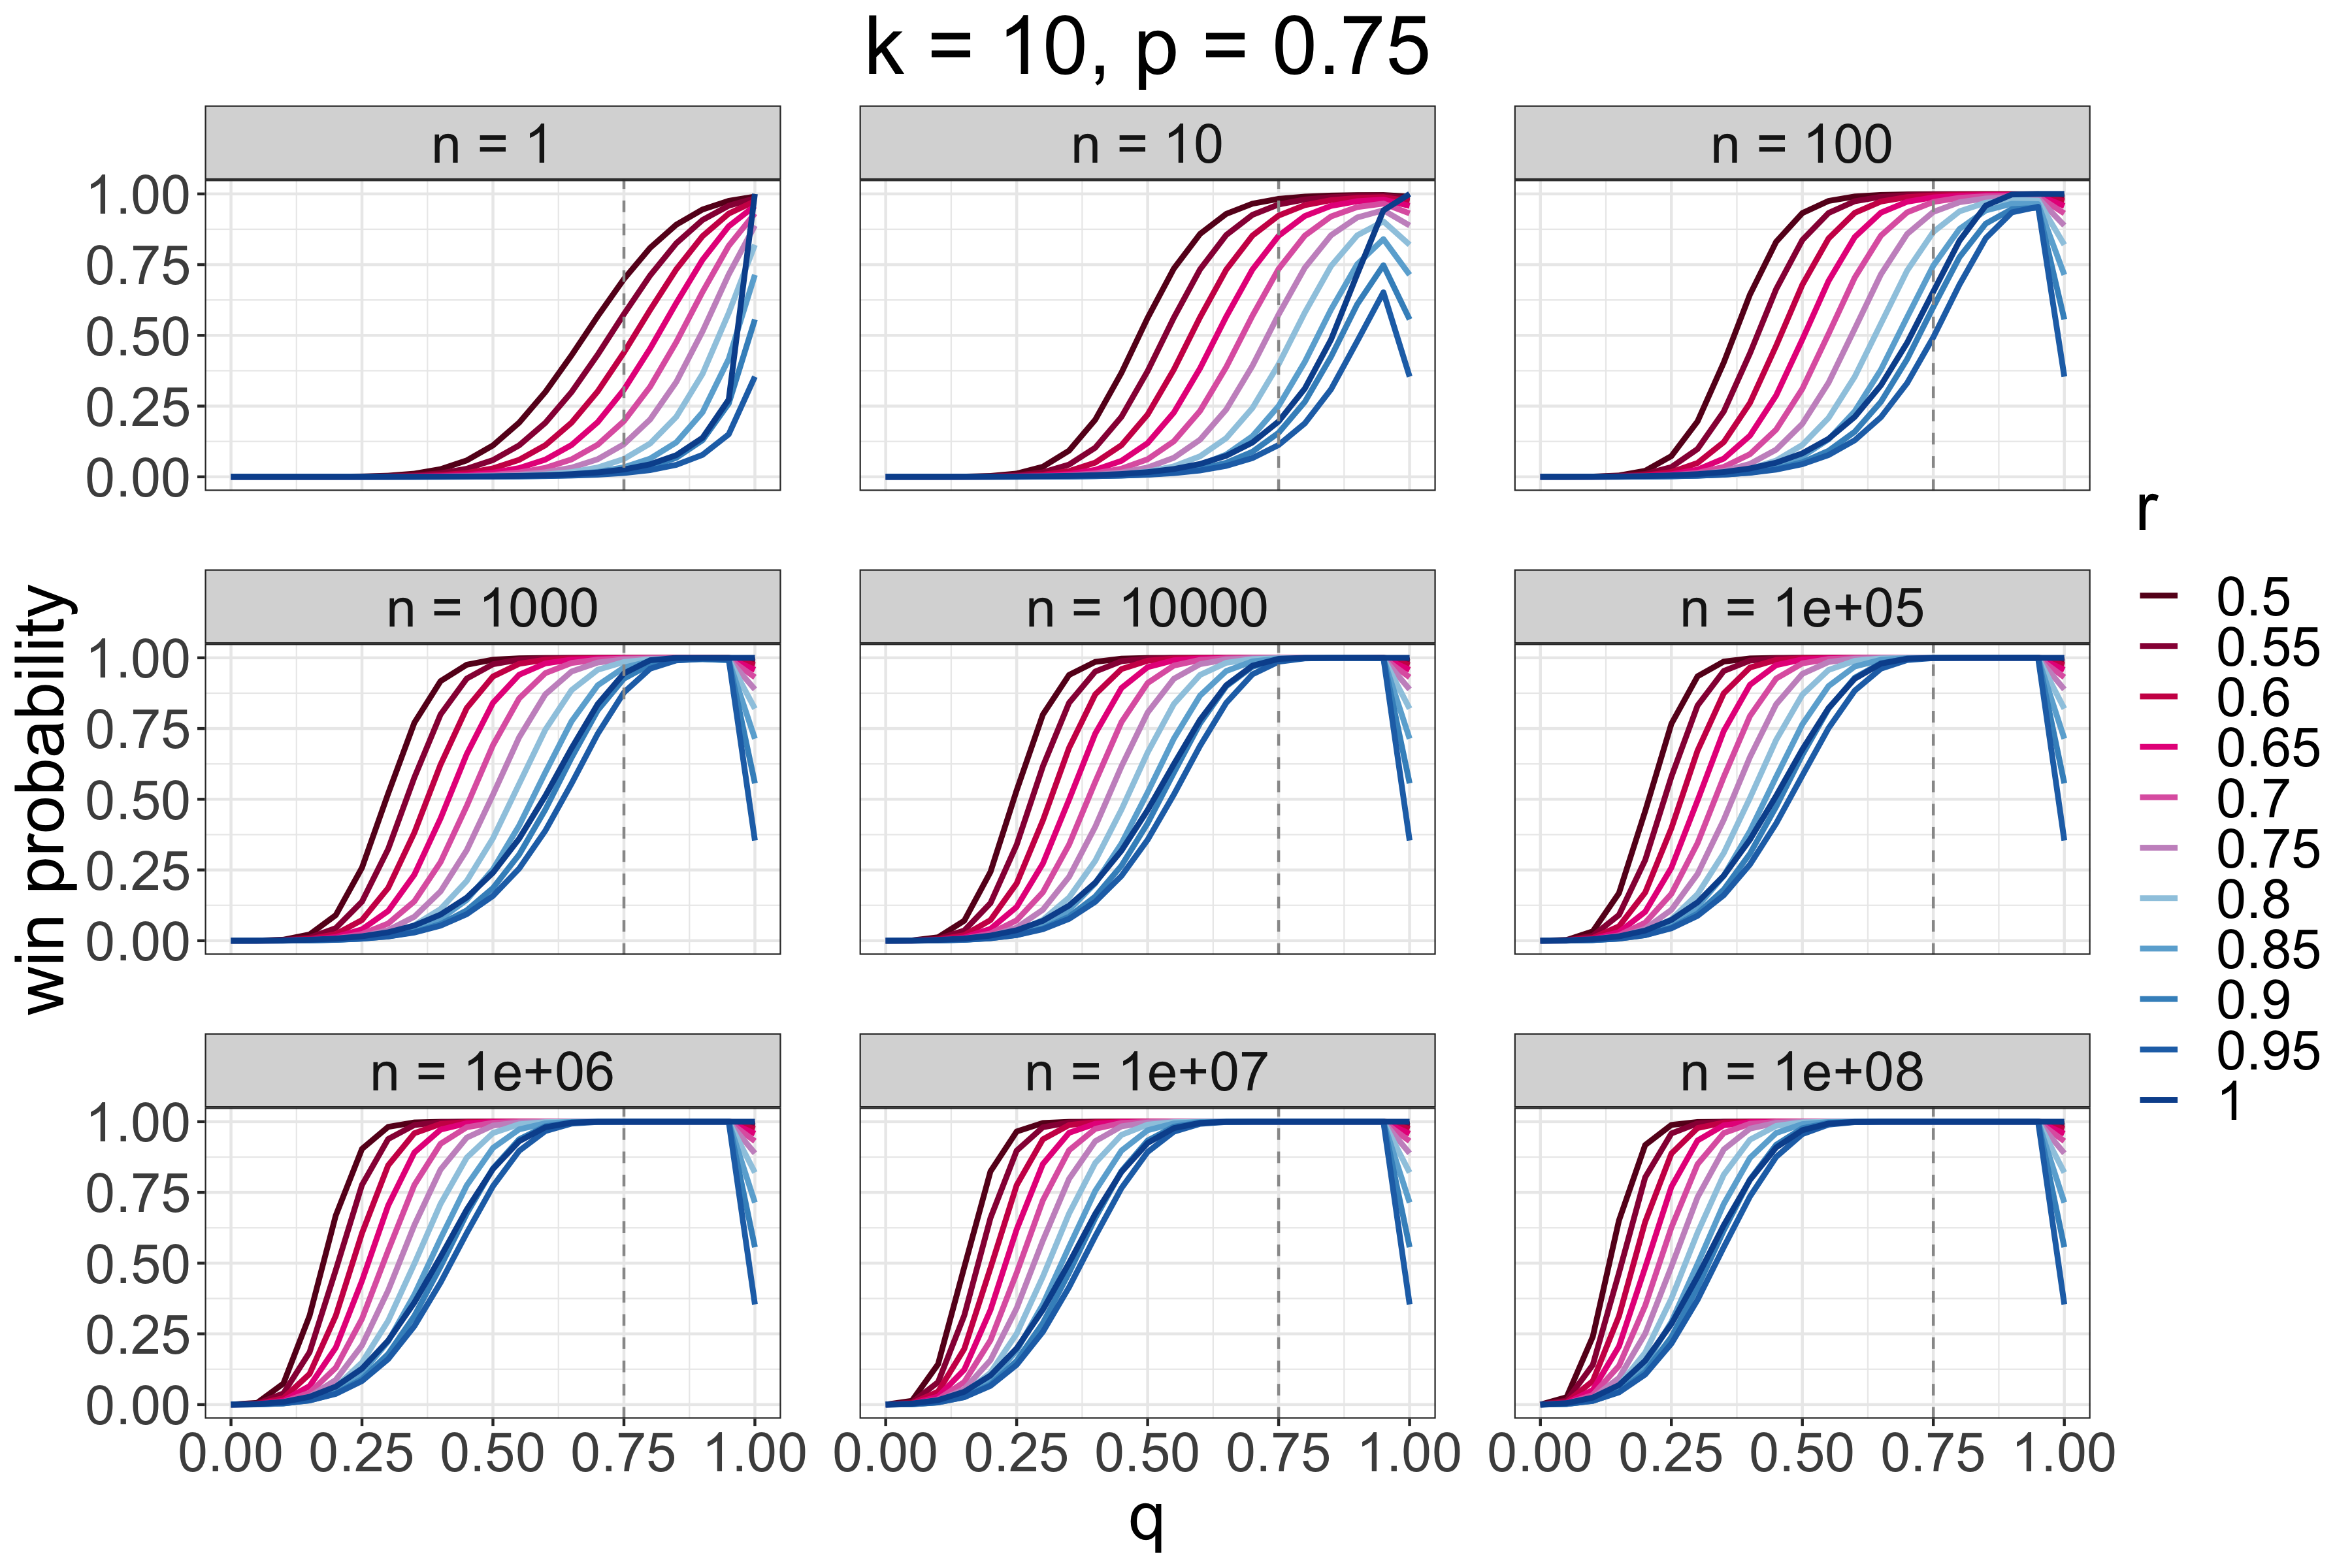 k = 10, p = 0.75
n = 1
n = 10
n = 100
1.00
0.75
0.50
0.25
0.00
n = 1000
n = 10000
n = 1e+05
1.00
0.75
0.50
0.25
0.00
n = 1e+06
n = 1e+07
n = 1e+08
1.00
0.75
0.50
0.25
0.00
0.00 0.25 0.50 0.75 1.00
0.00 0.25 0.50 0.75 1.00
0.00 0.25 0.50 0.75 1.00
q
win probability
r
0.5
0.55
0.6
0.65
0.7
0.75
0.8
0.85
0.9
0.95
1